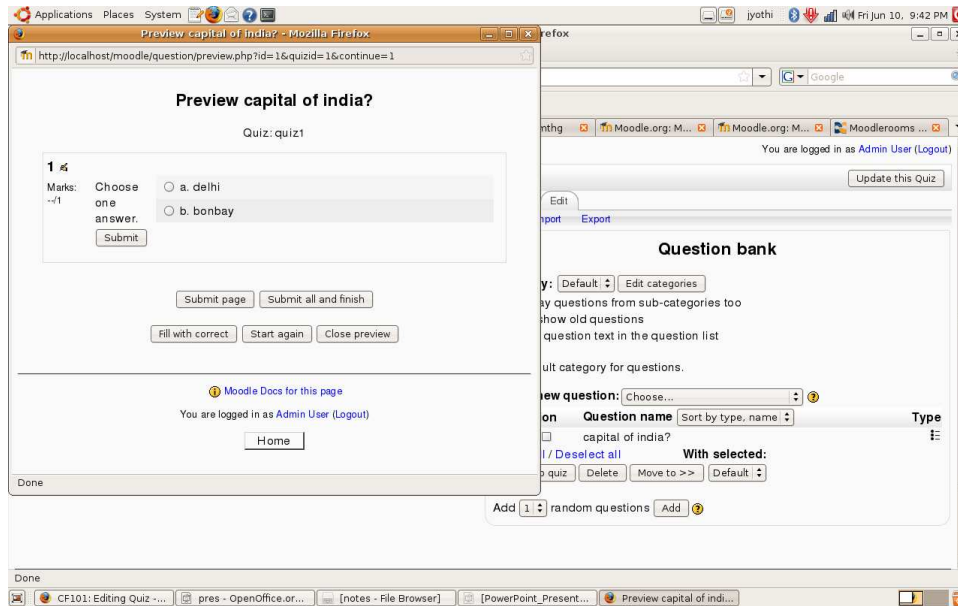 Applications Places System jyothi Fri Jun 10, 9:42 PM
Preview capital of india? - Mozilla Firefox
http://localhost/moodle/question/preview.php?id=1&quizid=1&continue=1
Preview capital of india?
Quiz: quiz1
1
Marks: --/1
Choose one answer.
a. delhi
b. bonbay
Submit
Submit page Submit all and finish
Fill with correct Start again Close preview
Moodle Docs for this page
You are logged in as Admin User (Logout)
Home
Done
refox
Google
mthg Moodle.org: M... Moodle.org: M... Moodlerooms ...
You are logged in as Admin User (Logout)
Update this Quiz
Edit
Export
Question bank
y: Default Edit categories
ay questions from sub-categories too
show old questions
question text in the question list
ult category for questions.
new question: Choose...
on Question name Sort by type, name Type
capital of india?
l / Deselect all With selected:
o quiz Delete Move to >> Default
Add 1 random questions Add
Done
CF101: Editing Quiz -... pres - OpenOffice.or... [notes - File Browser] [PowerPoint_Present... Preview capital of indi...